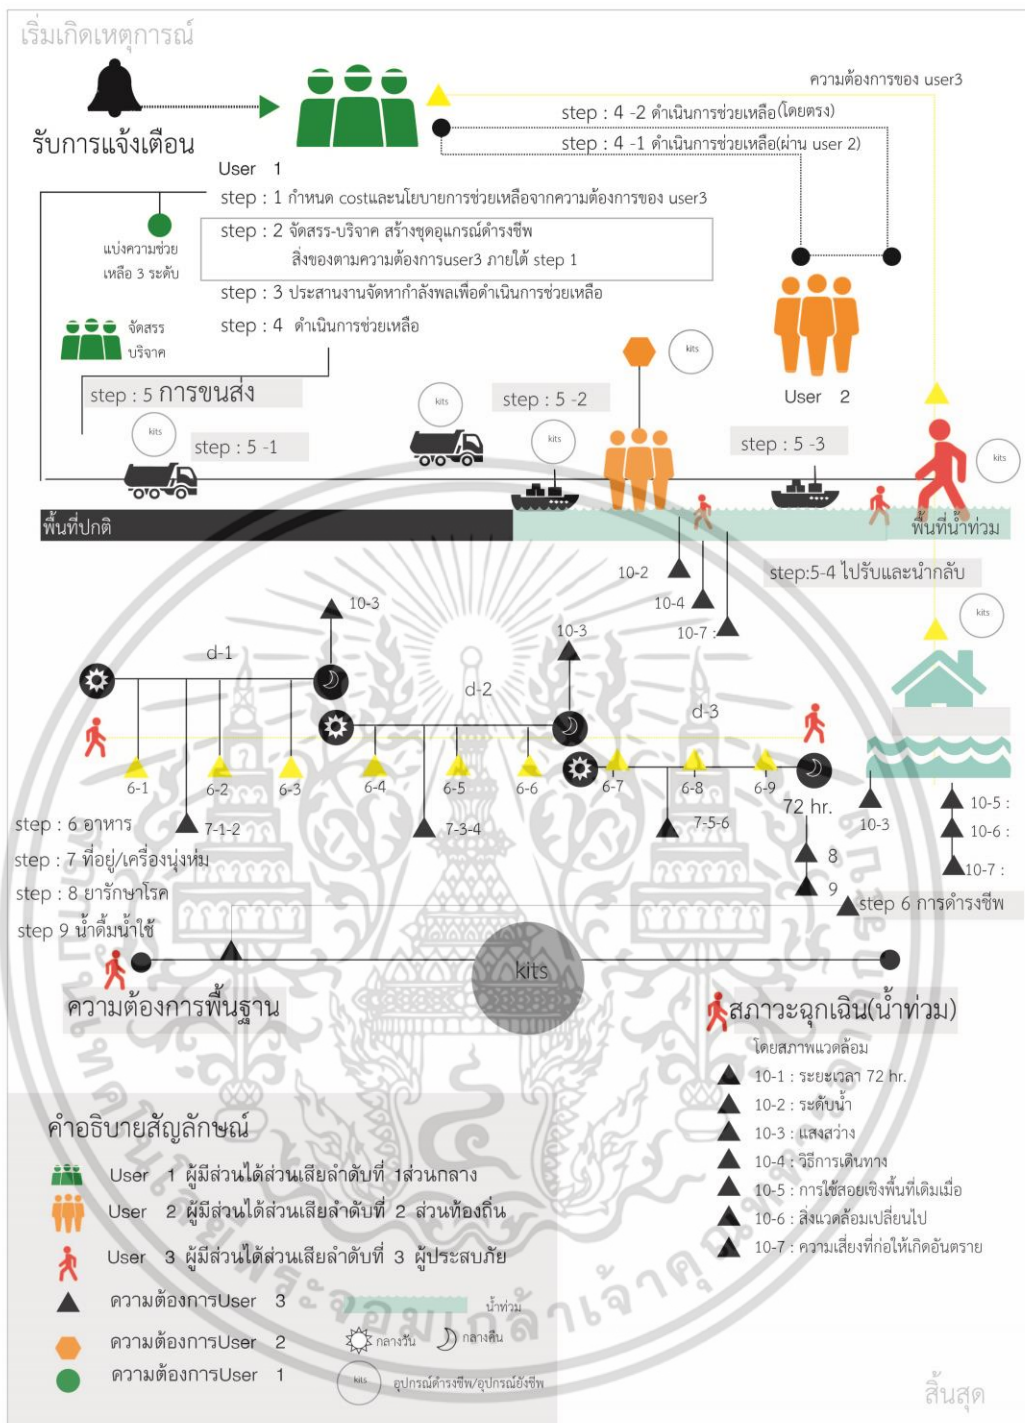 เริ่มเกิดเหตุการณ์
ความต้องการของ user3
step : 4 -2 ดำเนินการช่วยเหลือ(โดยตรง)
รับการแจ้งเตือน
step : 4 -1 ดำเนินการช่วยเหลือ(ผ่าน user 2)
User 1
step : 1 กำหนด costและนโยบายการช่วยเหลือจากความต้องการของ user3
แบ่งความช่วย
เหลือ 3 ระดับ
step : 2 จัดสรร-บริจาค สร้างชุดอุแกรณ์ดำรงชีพ
สิ่งของตามความต้องการuser3 ภายใต้ step 1
step : 3 ประสานงานจัดหากำลังพลเพื่อดำเนินการช่วยเหลือ
จัดสรร
บริจาค
step : 4 ดำเนินการช่วยเหลือ
kits
User 2
step : 5 การขนส่ง
step : 5 -2
kits
kits
step : 5 -1
kits
step : 5 -3
kits
พื้นที่ปกติ
พื้นที่น้ำท่วม
10-2
step:5-4 ไปรับและนำกลับ
10-3
10-4
kits
10-7 :
10-3
d-1
d-2
d-3
6-1
6-2
6-3
6-4
6-5
6-6
6-7
6-8
6-9
72 hr.
10-3
10-5 :
step : 6 อาหาร
7-1-2
7-3-4
7-5-6
10-6 :
step : 7 ที่อยู่/เครื่องนุ่งห่ม
8
10-7 :
step : 8 ยารักษาโรค
9
step 6 การดำรงชีพ
step 9 น้ำดื่มน้ำใช้
kits
ความต้องการพื้นฐาน
สภาวะฉุกเฉิน(น้ำท่วม)
โดยสภาพแวดล้อม
10-1 : ระยะเวลา 72 hr.
10-2 : ระดับน้ำ
10-3 : แสงสว่าง
10-4 : วิธีการเดินทาง
10-5 : การใช้สอยเชิงพื้นที่เดิมเมื่อ
10-6 : สิ่งแวดล้อมเปลี่ยนไป
10-7 : ความเสี่ยงที่ก่อให้เกิดอันตราย
คำอธิบายสัญลักษณ์
User 1 ผู้มีส่วนได้ส่วนเสียลำดับที่ 1ส่วนกลาง
User 2 ผู้มีส่วนได้ส่วนเสียลำดับที่ 2 ส่วนท้องถิ่น
User 3 ผู้มีส่วนได้ส่วนเสียลำดับที่ 3 ผู้ประสบภัย
ความต้องการUser 3
น้ำท่วม
ความต้องการUser 2
กลางวัน
กลางคืน
ความต้องการUser 1
kits
อุปกรณ์ดำรงชีพ/อุปกรณ์ยังชีพ
สิ้นสุด